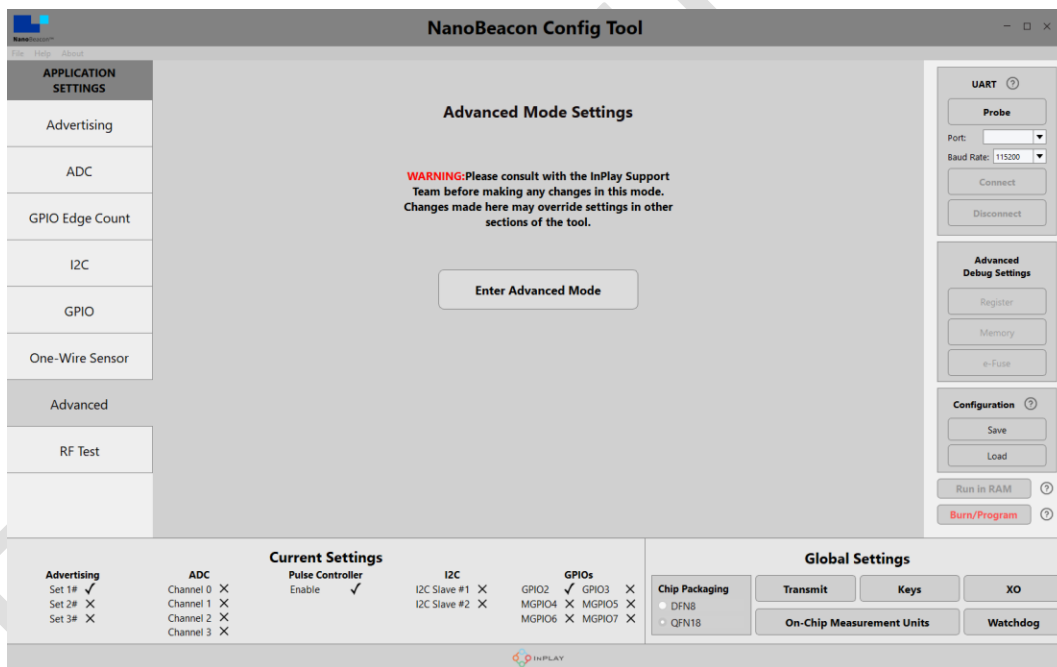 NanoBeacon Config Tool
NanoBeacon™
File Help About
APPLICATION
SETTINGS
Advertising
ADC
GPIO Edge Count
I2C
GPIO
One-Wire Sensor
Advanced
RF Test
Advanced Mode Settings
WARNING:Please consult with the InPlay Support
Team before making any changes in this mode.
Changes made here may override settings in other
sections of the tool.
Enter Advanced Mode
UART ?
Probe
Port:
Baud Rate: 115200
Connect
Disconnect
Advanced
Debug Settings
Register
Memory
e-Fuse
Configuration ?
Save
Load
Run in RAM ?
Burn/Program ?
Current Settings
Advertising
Set 1# ✓
Set 2# ✕
Set 3# ✕
ADC
Channel 0 ✕
Channel 1 ✕
Channel 2 ✕
Channel 3 ✕
Pulse Controller
Enable ✓
I2C
I2C Slave #1 ✕
I2C Slave #2 ✕
GPIOs
GPIO2 ✓ GPIO3 ✕
MGPIO4 ✕ MGPIO5 ✕
MGPIO6 ✕ MGPIO7 ✕
Global Settings
Chip Packaging
DFN8
QFN18
Transmit
Keys
XO
On-Chip Measurement Units
Watchdog
INPLAY